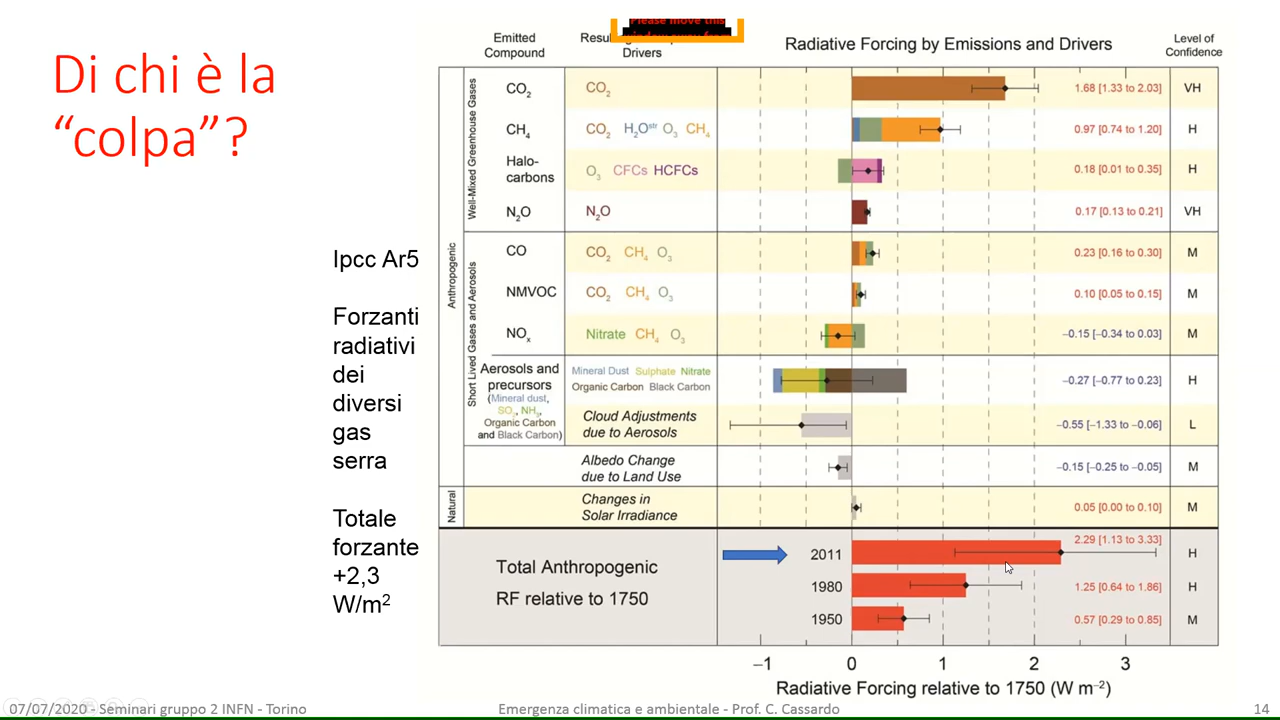 Please move this
Di chi è la
“colpa”?
Ipcc Ar5
Forzanti
radiativi
dei
diversi
gas
serra
Totale
forzante
+2,3
W/m²
Emitted
Compound
Drivers
Radiative Forcing by Emissions and Drivers
Level of
Confidence
Anthropogenic
Well-Mixed Greenhouse Gases
CO₂ CO₂ 1.68 [1.33 to 2.03] VH
CH₄ CO₂ H₂Oˢᵗʳ O₃ CH₄ 0.97 [0.74 to 1.20] H
Halo-
carbons O₃ CFCs HCFCs 0.18 [0.01 to 0.35] H
N₂O N₂O 0.17 [0.13 to 0.21] VH
Short Lived Gases and Aerosols
CO CO₂ CH₄ O₃ 0.23 [0.16 to 0.30] M
NMVOC CO₂ CH₄ O₃ 0.10 [0.05 to 0.15] M
NOₓ Nitrate CH₄ O₃ −0.15 [−0.34 to 0.03] M
Aerosols and
precursors
(Mineral dust,
SO₂, NH₃,
Organic Carbon
and Black Carbon)
Mineral Dust Sulphate Nitrate
Organic Carbon Black Carbon
−0.27 [−0.77 to 0.23] H
Cloud Adjustments
due to Aerosols
−0.55 [−1.33 to −0.06] L
Albedo Change
due to Land Use
−0.15 [−0.25 to −0.05] M
Natural
Changes in
Solar Irradiance
0.05 [0.00 to 0.10] M
Total Anthropogenic
RF relative to 1750
2011 2.29 [1.13 to 3.33] H
1980 1.25 [0.64 to 1.86] H
1950 0.57 [0.29 to 0.85] M
−1 0 1 2 3
Radiative Forcing relative to 1750 (W m⁻²)
07/07/2020 - Seminari gruppo 2 INFN - Torino
Emergenza climatica e ambientale - Prof. C. Cassardo
14